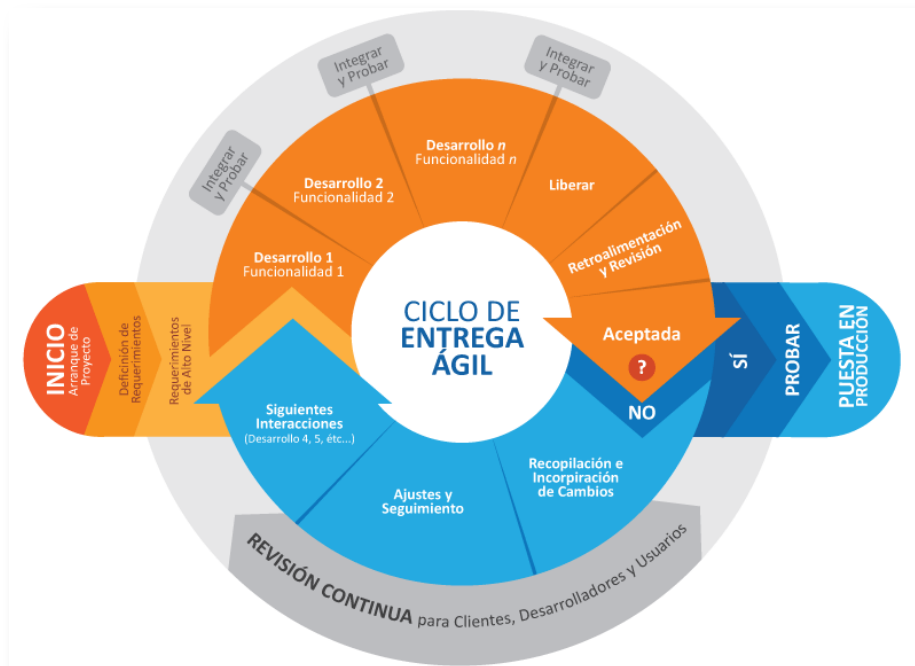 INICIO
Arranque de
Proyecto
Definición de
Requerimientos
Requerimientos
de Alto Nivel
Desarrollo 1
Funcionalidad 1
Integrar
y Probar
Desarrollo 2
Funcionalidad 2
Integrar
y Probar
Desarrollo n
Funcionalidad n
Integrar
y Probar
Liberar
Retroalimentación
y Revisión
Aceptada
?
SÍ
PROBAR
PUESTA EN
PRODUCCIÓN
NO
Recopilación e
Incorpiración
de Cambios
Ajustes y
Seguimiento
Siguientes
Interacciones
(Desarrollo 4, 5, étc...)
CICLO DE
ENTREGA
ÁGIL
REVISIÓN CONTINUA para Clientes, Desarrolladores y Usuarios